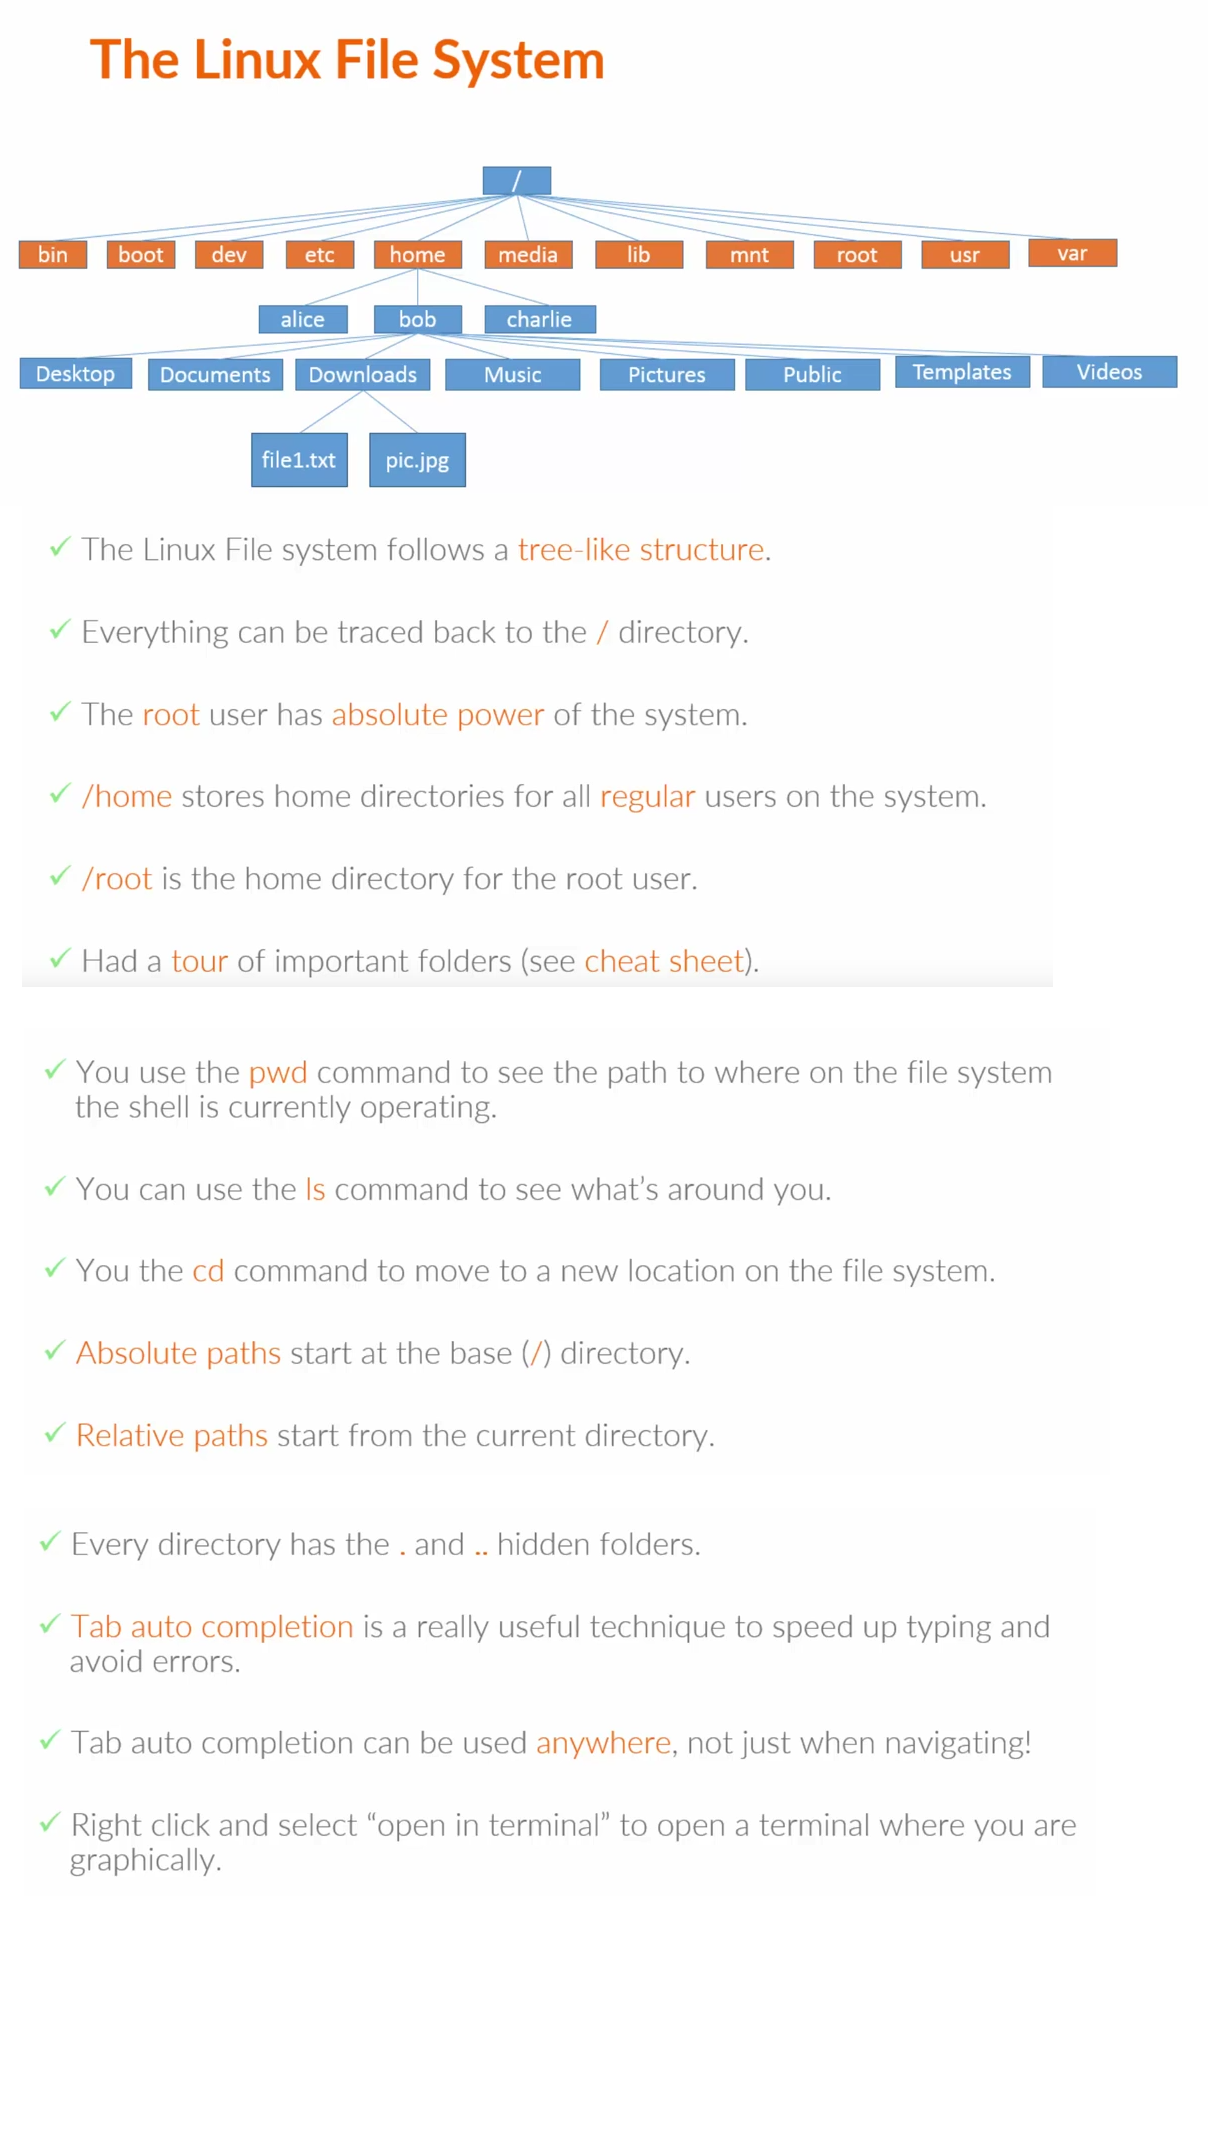 The Linux File System
/
bin boot dev etc home media lib mnt root usr var
alice bob charlie
Desktop Documents Downloads Music Pictures Public Templates Videos
file1.txt pic.jpg
✓ The Linux File system follows a tree-like structure.
✓ Everything can be traced back to the / directory.
✓ The root user has absolute power of the system.
✓ /home stores home directories for all regular users on the system.
✓ /root is the home directory for the root user.
✓ Had a tour of important folders (see cheat sheet).
✓ You use the pwd command to see the path to where on the file system
the shell is currently operating.
✓ You can use the ls command to see what’s around you.
✓ You the cd command to move to a new location on the file system.
✓ Absolute paths start at the base (/) directory.
✓ Relative paths start from the current directory.
✓ Every directory has the . and .. hidden folders.
✓ Tab auto completion is a really useful technique to speed up typing and
avoid errors.
✓ Tab auto completion can be used anywhere, not just when navigating!
✓ Right click and select “open in terminal” to open a terminal where you are
graphically.